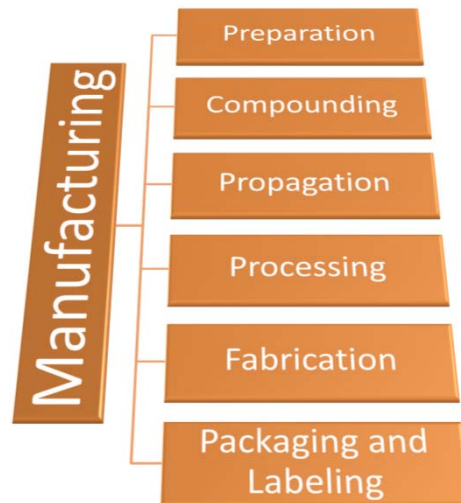 Manufacturing
Preparation
Compounding
Propagation
Processing
Fabrication
Packaging and
Labeling